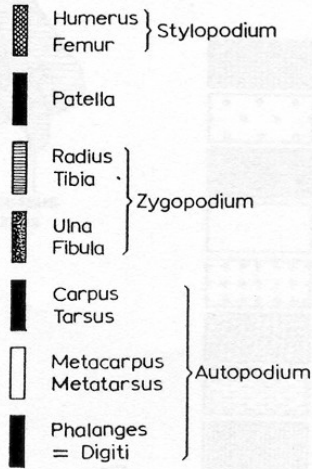 Humerus
Femur
Stylopodium
Patella
Radius
Tibia
Zygopodium
Ulna
Fibula
Carpus
Tarsus
Metacarpus
Metatarsus
Autopodium
Phalanges
= Digiti